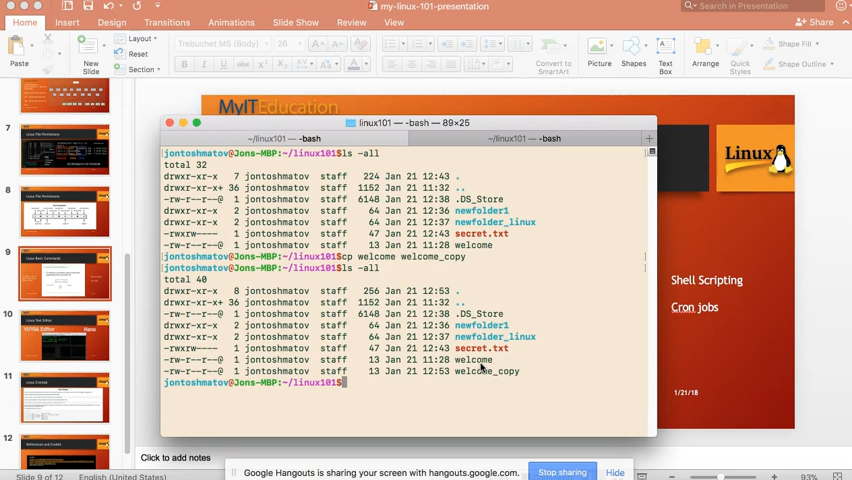 my-linux-101-presentation
Search in Presentation
Home Insert Design Transitions Animations Slide Show Review View
Share
Paste
New Slide
Layout
Reset
Section
Trebuchet MS (Body)
26
Convert to SmartArt
Picture
Shapes
Text Box
Arrange
Quick Styles
Shape Fill
Shape Outline
7
8
9
10
11
12
MyITEducation
linux101 — -bash — 89×25
~/linux101 — -bash
~/linux101 — -bash
jontoshmatov@Jons-MBP:~/linux101$ls -all
total 32
drwxr-xr-x 7 jontoshmatov staff 224 Jan 21 12:43 .
drwxr-xr-x+ 36 jontoshmatov staff 1152 Jan 21 11:32 ..
-rw-r--r--@ 1 jontoshmatov staff 6148 Jan 21 12:38 .DS_Store
drwxr-xr-x 2 jontoshmatov staff 64 Jan 21 12:36 newfolder1
drwxr-xr-x 2 jontoshmatov staff 64 Jan 21 12:37 newfolder_linux
-rwxrw---- 1 jontoshmatov staff 47 Jan 21 12:43 secret.txt
-rw-r--r--@ 1 jontoshmatov staff 13 Jan 21 11:28 welcome
jontoshmatov@Jons-MBP:~/linux101$cp welcome welcome_copy
jontoshmatov@Jons-MBP:~/linux101$ls -all
total 40
drwxr-xr-x 8 jontoshmatov staff 256 Jan 21 12:53 .
drwxr-xr-x+ 36 jontoshmatov staff 1152 Jan 21 11:32 ..
-rw-r--r--@ 1 jontoshmatov staff 6148 Jan 21 12:38 .DS_Store
drwxr-xr-x 2 jontoshmatov staff 64 Jan 21 12:36 newfolder1
drwxr-xr-x 2 jontoshmatov staff 64 Jan 21 12:37 newfolder_linux
-rwxrw---- 1 jontoshmatov staff 47 Jan 21 12:43 secret.txt
-rw-r--r--@ 1 jontoshmatov staff 13 Jan 21 11:28 welcome
-rw-r--r--@ 1 jontoshmatov staff 13 Jan 21 12:53 welcome_copy
jontoshmatov@Jons-MBP:~/linux101$
Linux
Shell Scripting
Cron jobs
1/21/18
Click to add notes
Google Hangouts is sharing your screen with hangouts.google.com.
Stop sharing
Hide
Slide 9 of 12
English (United States)
93%